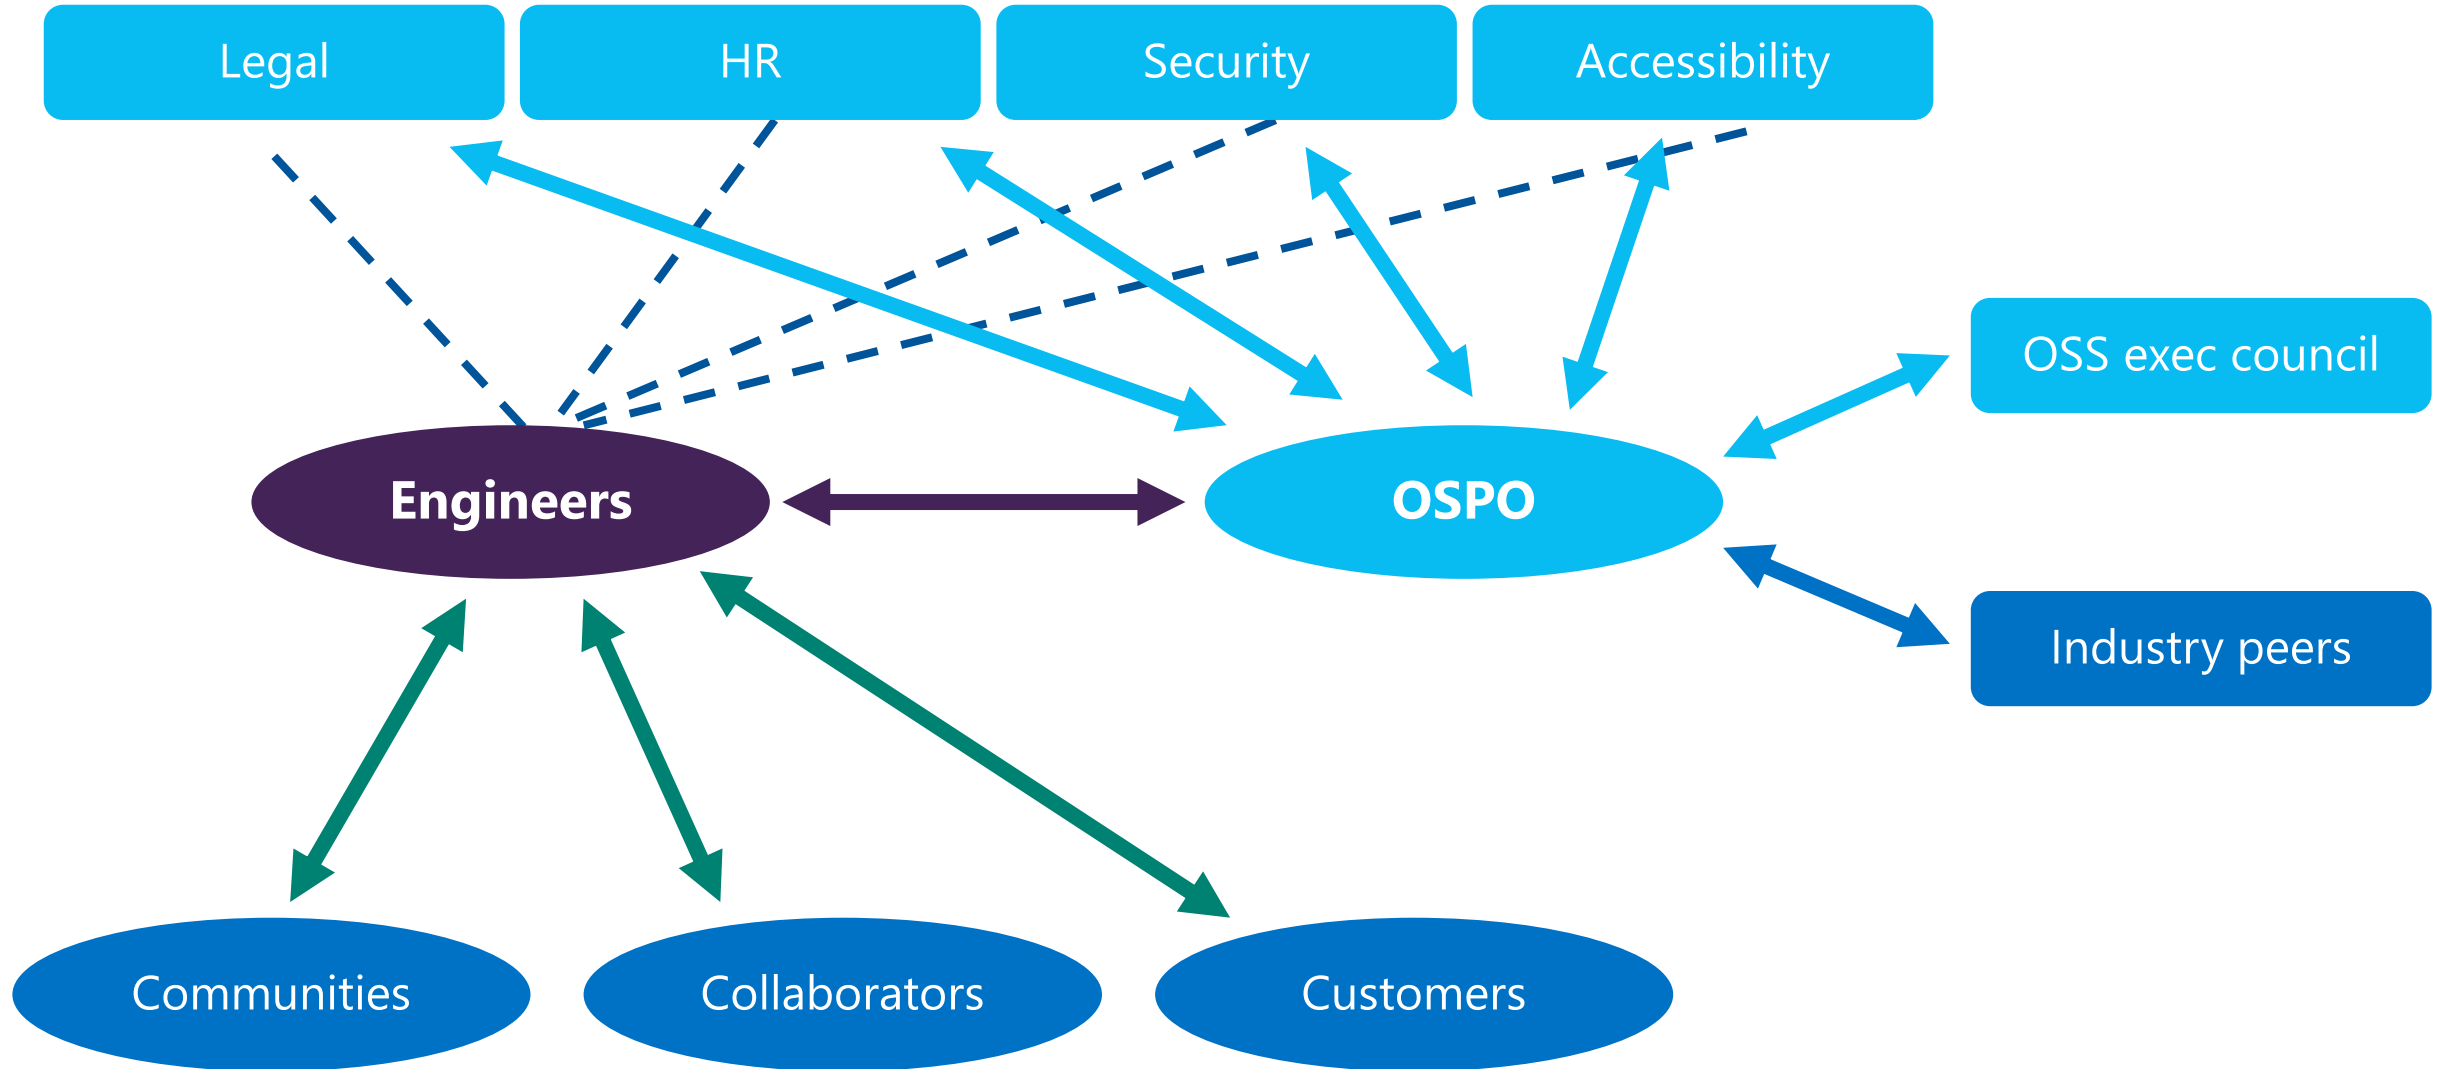 Legal
HR
Security
Accessibility
OSS exec council
Engineers
OSPO
Industry peers
Communities
Collaborators
Customers